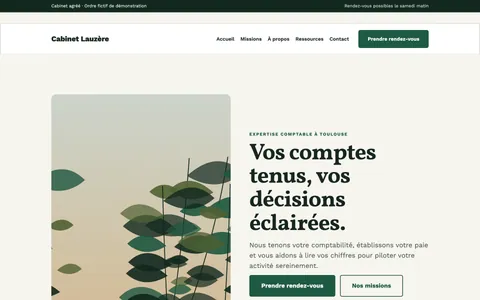 Cabinet agréé · Ordre fictif de démonstration
Rendez-vous possibles le samedi matin
Cabinet Lauzère
Accueil Missions À propos Ressources Contact
Prendre rendez-vous
EXPERTISE COMPTABLE À TOULOUSE
Vos comptes
tenus, vos
décisions
éclairées.
Nous tenons votre comptabilité, établissons votre paie
et vous aidons à lire vos chiffres pour piloter votre
activité sereinement.
Prendre rendez-vous
Nos missions